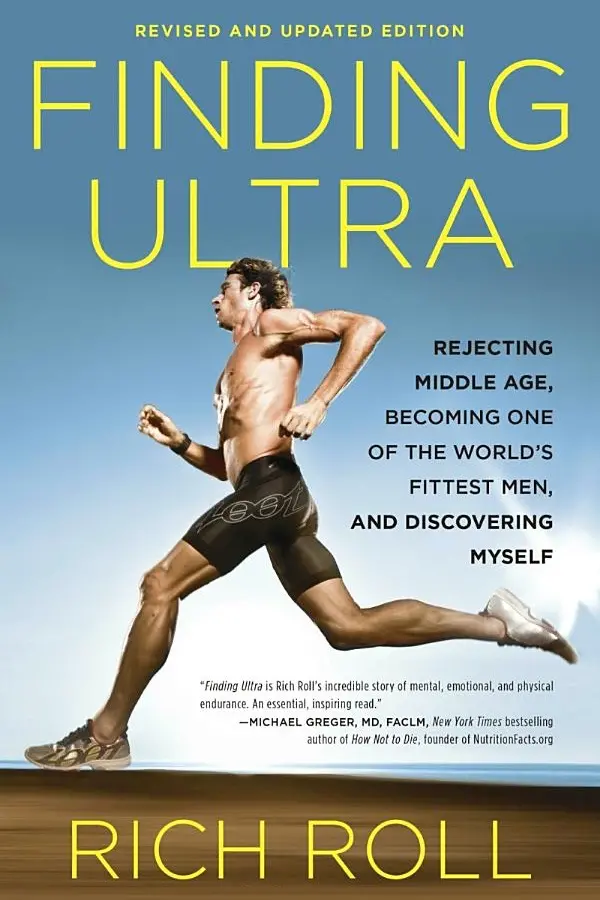 REVISED AND UPDATED EDITION
FINDING
ULTRA
REJECTING
MIDDLE AGE,
BECOMING ONE
OF THE WORLD'S
FITTEST MEN,
AND DISCOVERING
MYSELF
zoot
“Finding Ultra is Rich Roll's incredible story of mental, emotional, and physical
endurance. An essential, inspiring read.”
—MICHAEL GREGER, MD, FACLM, New York Times bestselling
author of How Not to Die, founder of NutritionFacts.org
RICH ROLL